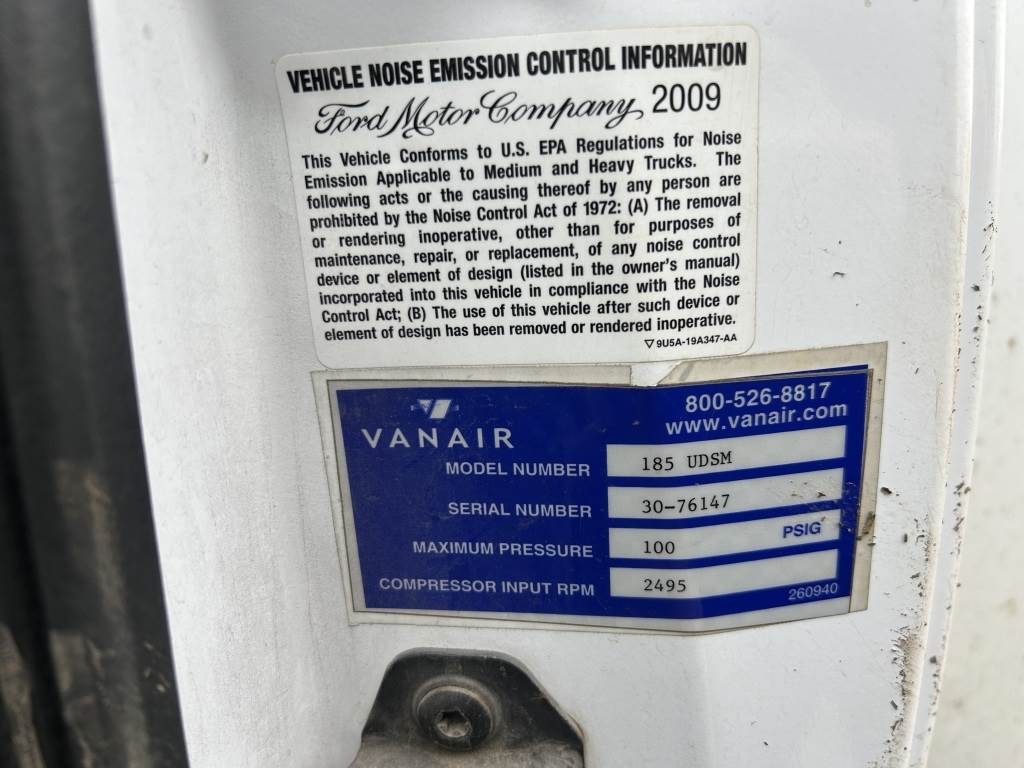 VEHICLE NOISE EMISSION CONTROL INFORMATION
Ford Motor Company 2009
This Vehicle Conforms to U.S. EPA Regulations for Noise
Emission Applicable to Medium and Heavy Trucks. The
following acts or the causing thereof by any person are
prohibited by the Noise Control Act of 1972: (A) The removal
or rendering inoperative, other than for purposes of
maintenance, repair, or replacement, of any noise control
device or element of design (listed in the owner's manual)
incorporated into this vehicle in compliance with the Noise
Control Act; (B) The use of this vehicle after such device or
element of design has been removed or rendered inoperative.
9U5A-19A347-AA
VANAIR
800-526-8817
www.vanair.com
MODEL NUMBER 185 UDSM
SERIAL NUMBER 30-76147
MAXIMUM PRESSURE 100 PSIG
COMPRESSOR INPUT RPM 2495
260940